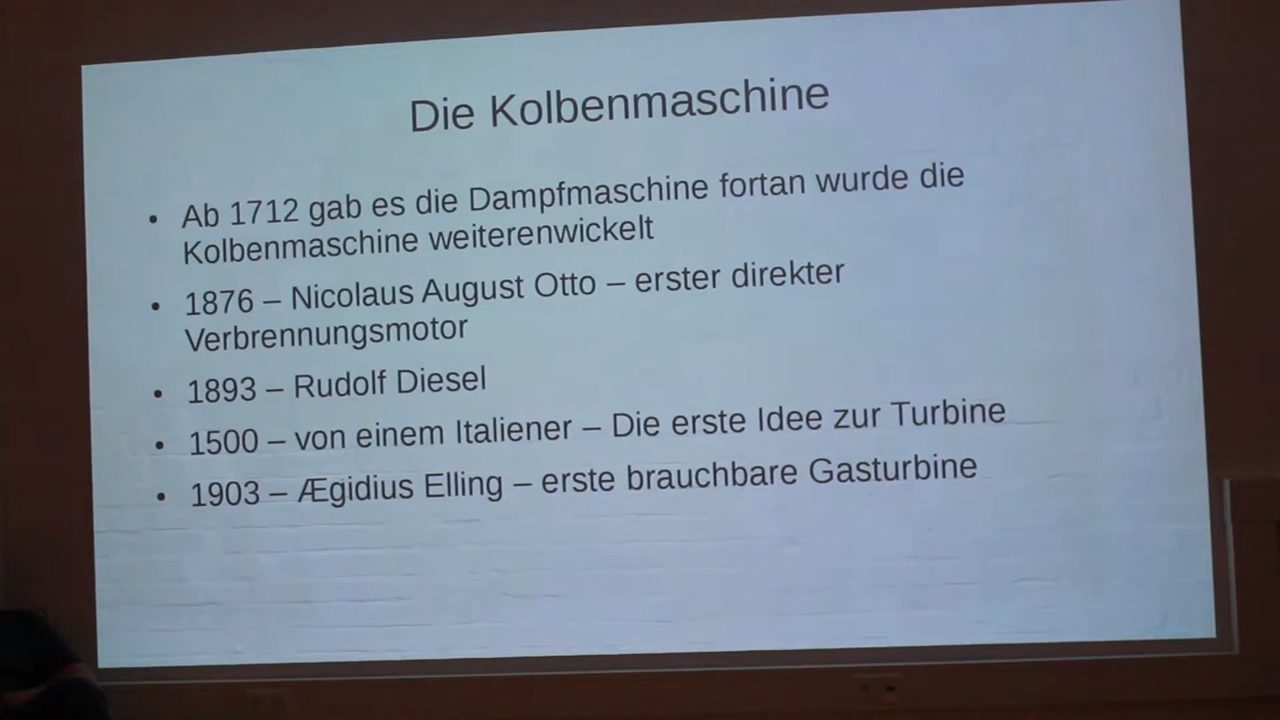 Die Kolbenmaschine
• Ab 1712 gab es die Dampfmaschine fortan wurde die
Kolbenmaschine weiterenwickelt
• 1876 – Nicolaus August Otto – erster direkter
Verbrennungsmotor
• 1893 – Rudolf Diesel
• 1500 – von einem Italiener – Die erste Idee zur Turbine
• 1903 – Ægidius Elling – erste brauchbare Gasturbine